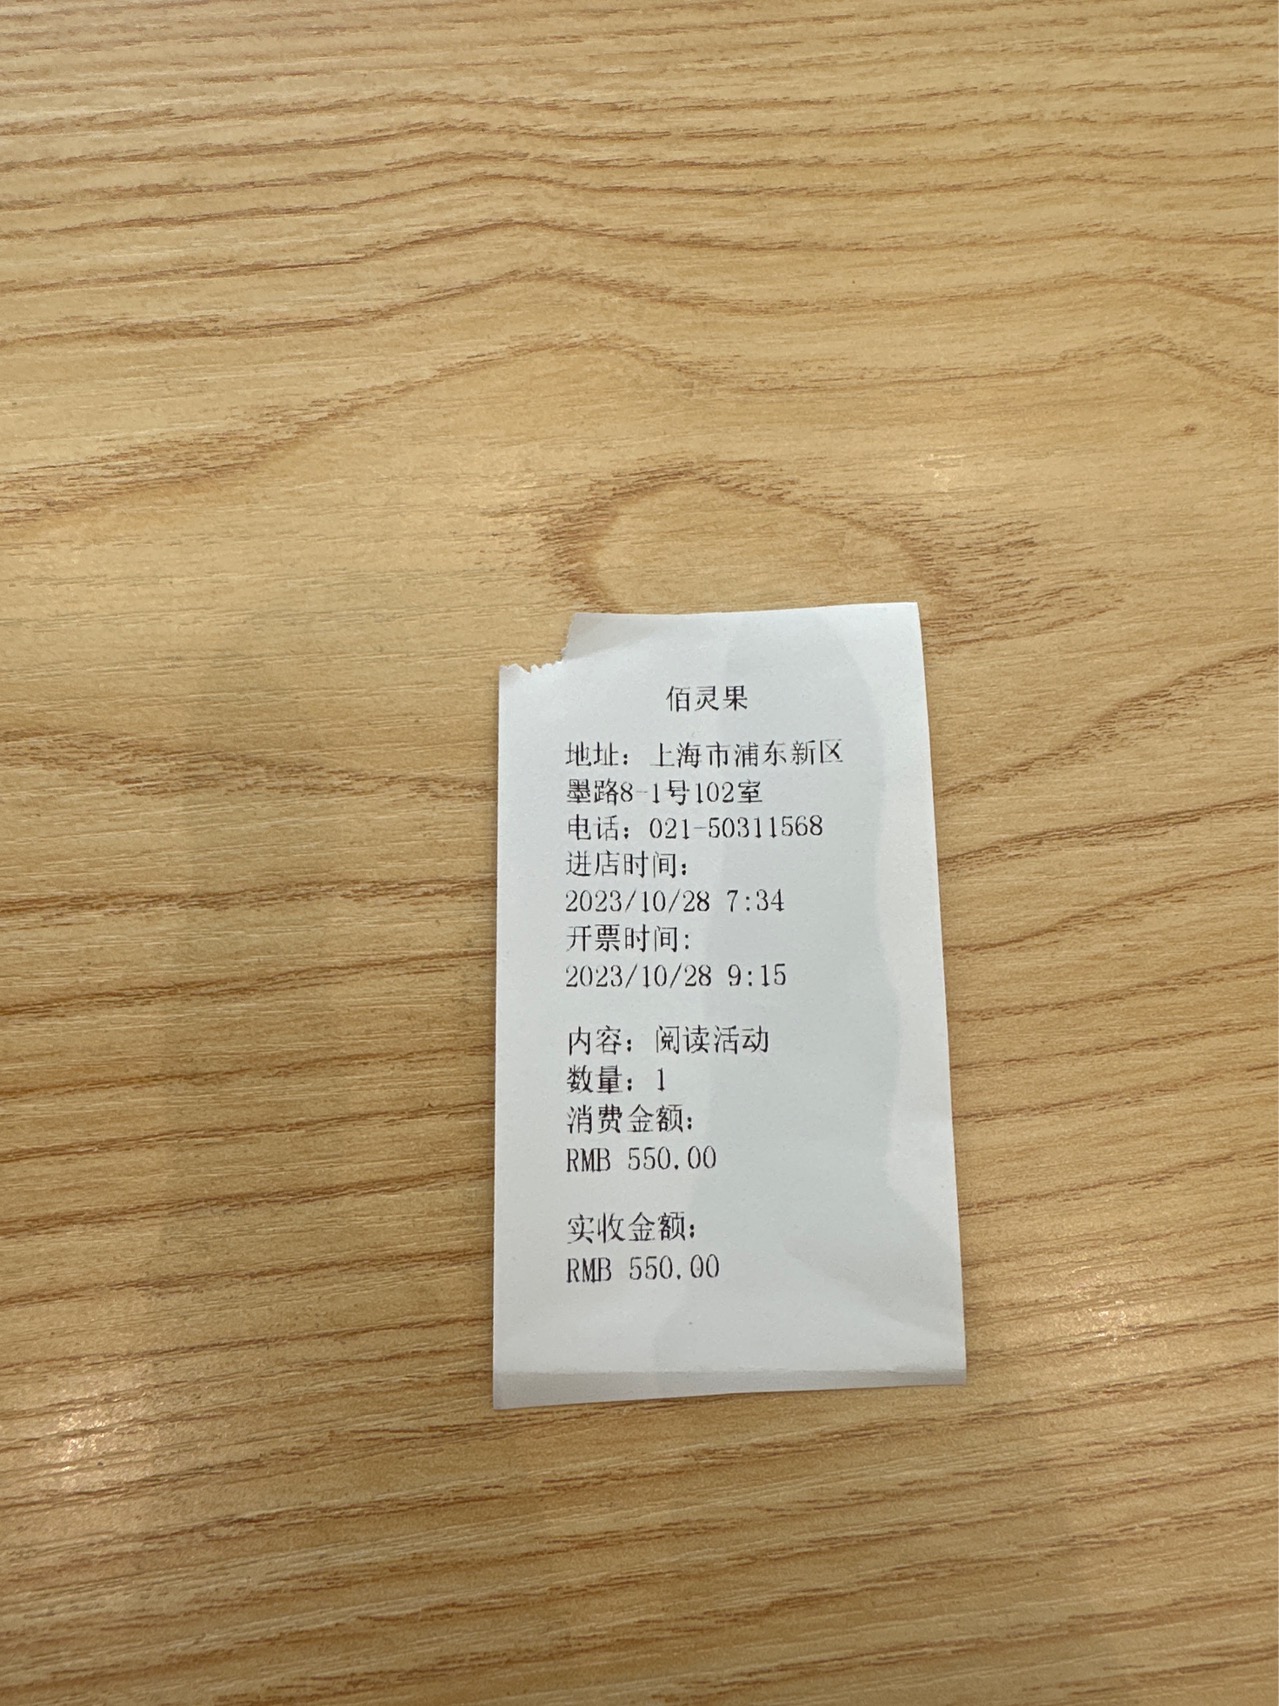 佰灵果
地址：上海市浦东新区
墨路8-1号102室
电话；021-50311568
进店时间：
2023/10/28 7:34
开票时间：
2023/10/28 9:15
内容：阅读活动
数量；1
消费金额：
RMB 550.00
实收金额：
RMB 550.00